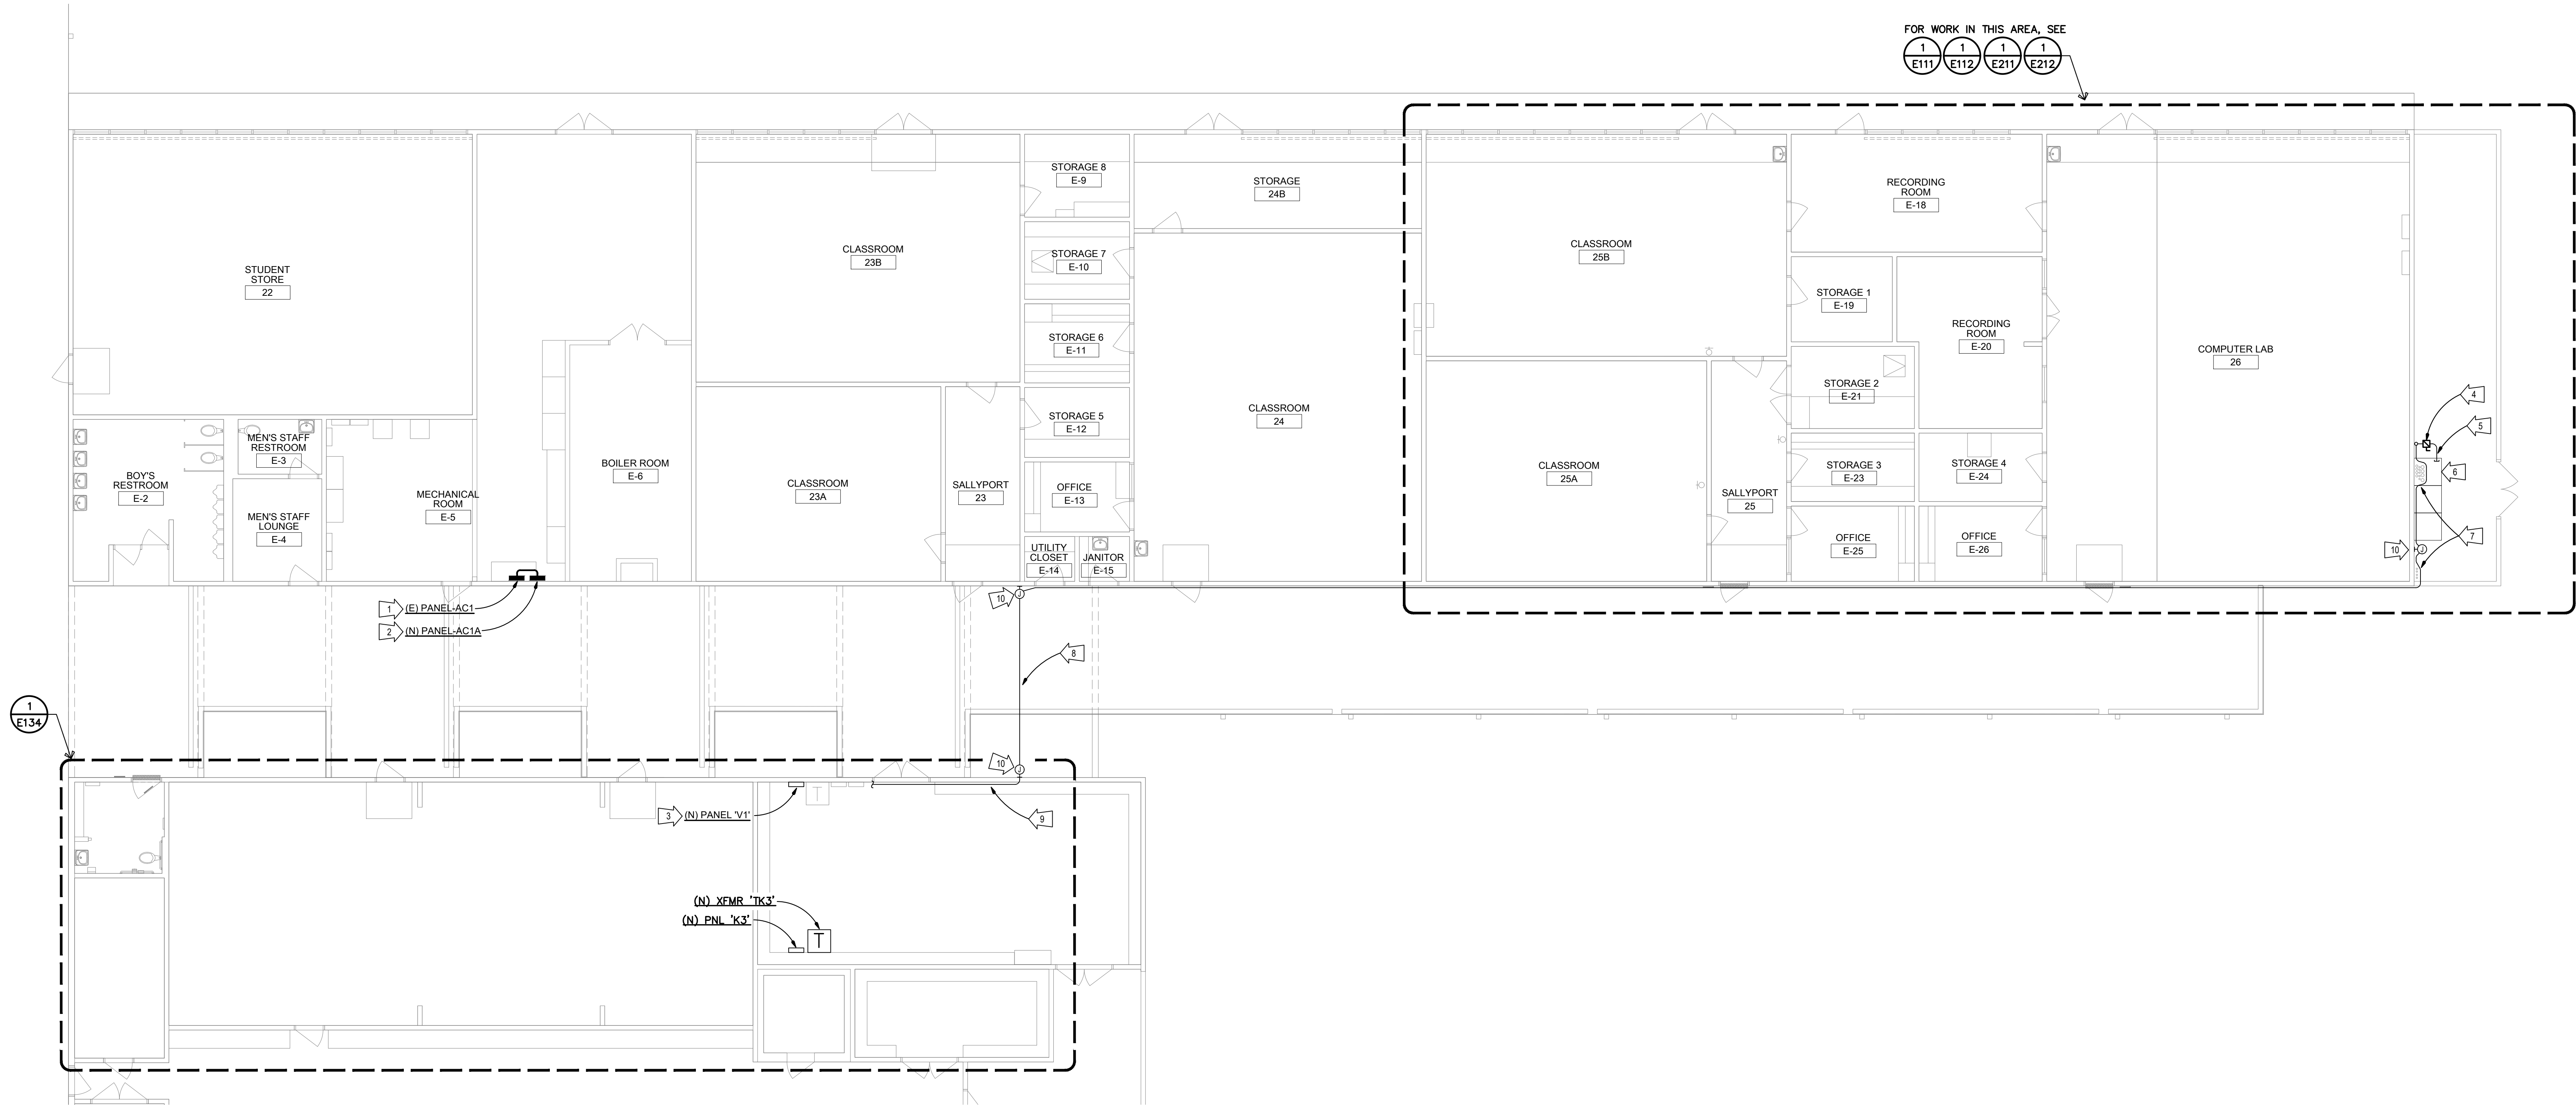 FOR WORK IN THIS AREA, SEE
1 1 1 1
E111 E112 E211 E212
STORAGE 8
E-9
STORAGE
24B
RECORDING
ROOM
E-18
CLASSROOM
23B
STORAGE 7
E-10
CLASSROOM
25B
STUDENT
STORE
22
STORAGE 1
E-19
RECORDING
ROOM
E-20
STORAGE 6
E-11
COMPUTER LAB
26
STORAGE 2
E-21
CLASSROOM
24
STORAGE 5
E-12
4
5
MEN'S STAFF
RESTROOM
E-3
BOILER ROOM
E-6
CLASSROOM
25A
STORAGE 3
E-23
STORAGE 4
E-24
6
BOY'S
RESTROOM
E-2
CLASSROOM
23A
SALLYPORT
23
OFFICE
E-13
MECHANICAL
ROOM
E-5
SALLYPORT
25
MEN'S STAFF
LOUNGE
E-4
OFFICE
E-25
OFFICE
E-26
7
UTILITY
CLOSET
E-14
JANITOR
E-15
10 J
1 (E) PANEL-AC1
10 J
2 (N) PANEL-AC1A
8
1
E134
10 J
T
3 (N) PANEL 'V1'
9
(N) XFMR 'TK3'
(N) PNL 'K3'
T